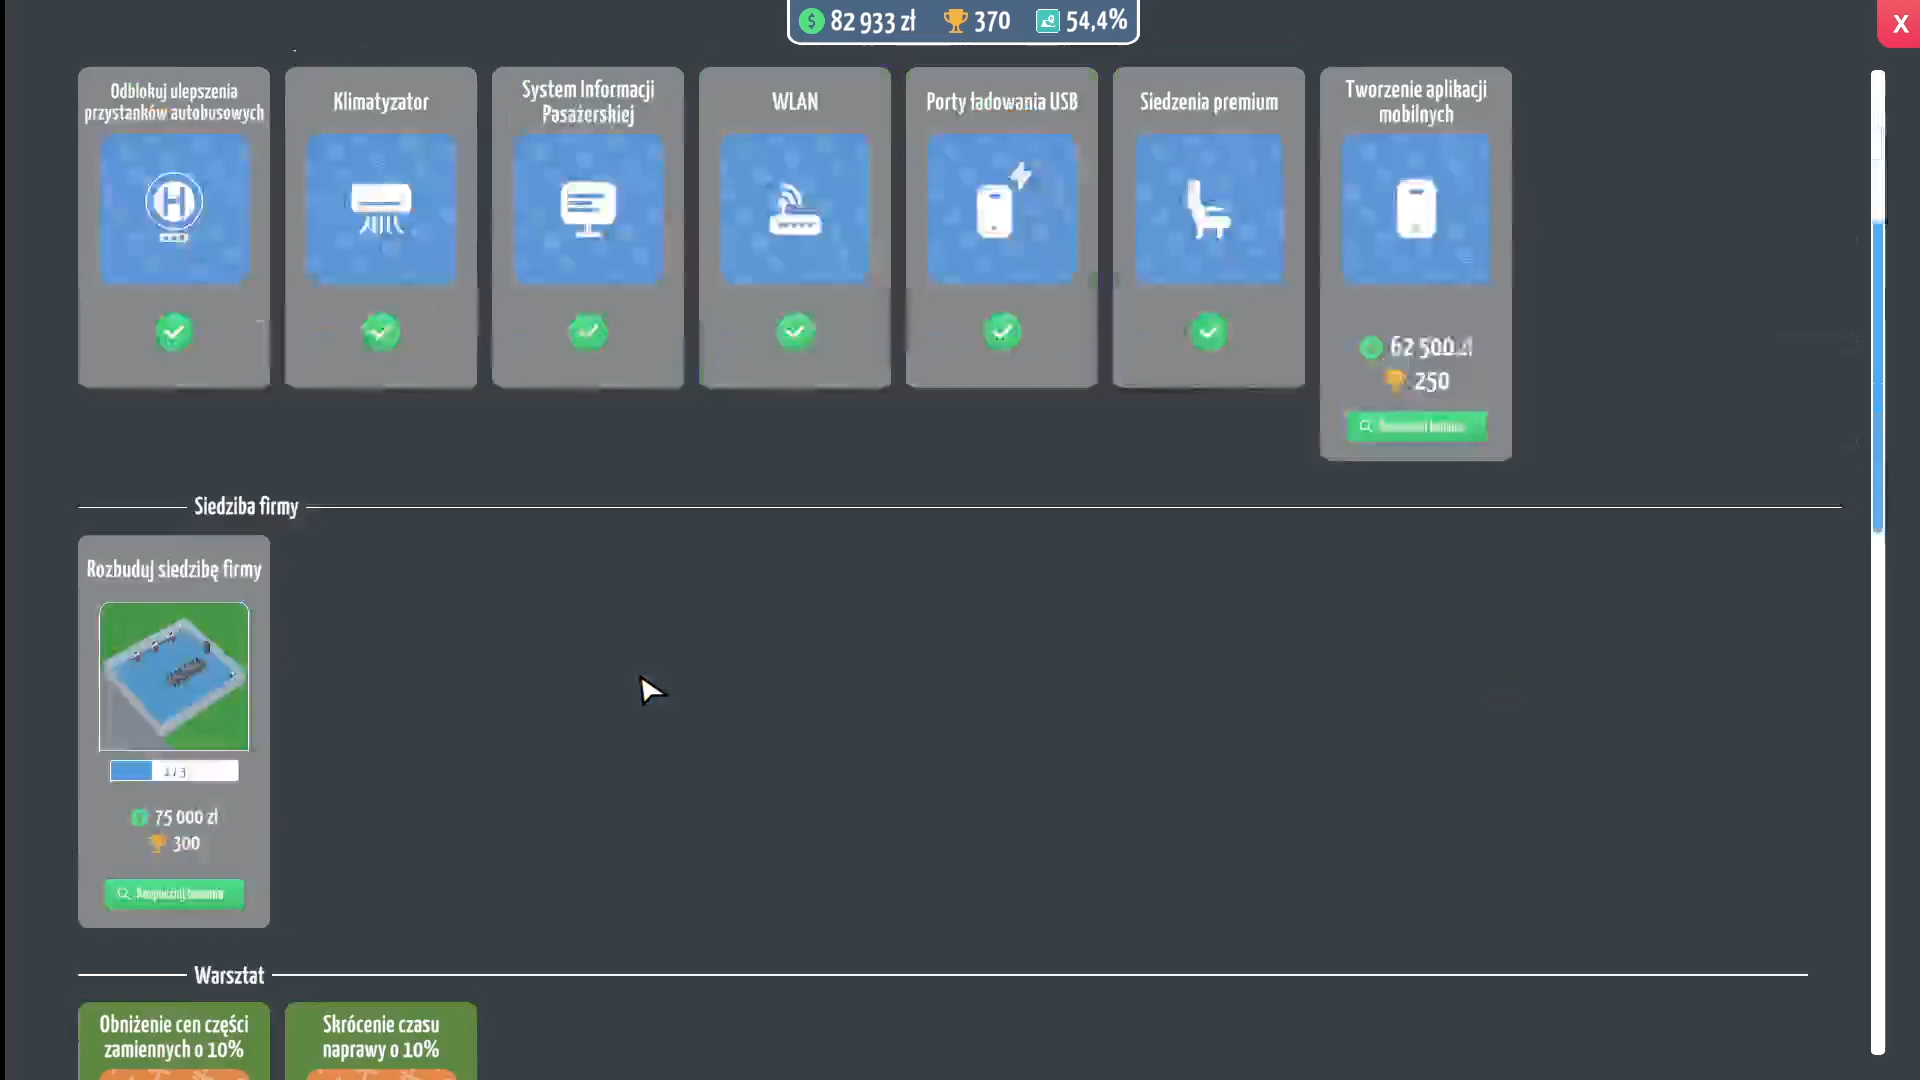 82 933 zł 370 54,4%
X
Odblokuj ulepszenia
przystanków autobusowych
Klimatyzator
System Informacji
Pasażerskiej
WLAN
Porty ładowania USB
Siedzenia premium
Tworzenie aplikacji
mobilnych
62 500 zł
250
Siedziba firmy
Rozbuduj siedzibę firmy
1 / 3
75 000 zł
300
Rozpocznij badania
Warsztat
Obniżenie cen części
zamiennych o 10%
Skrócenie czasu
naprawy o 10%